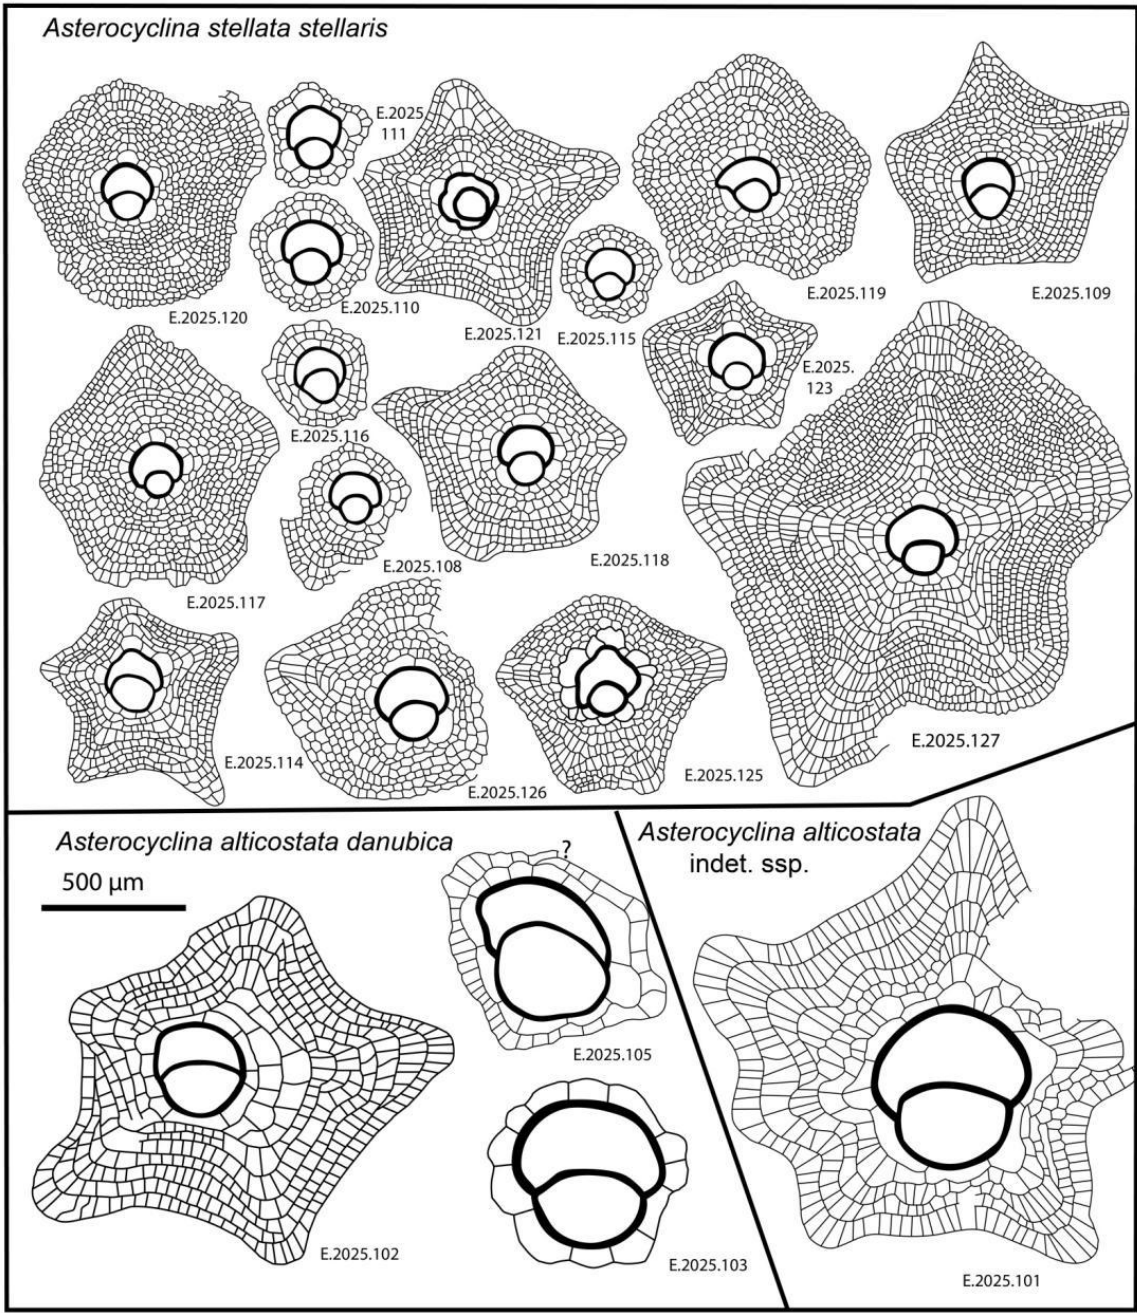 Asterocyclina stellata stellaris
E.2025
111
E.2025.120
E.2025.110
E.2025.121
E.2025.115
E.2025.119
E.2025.109
E.2025.116
E.2025.
123
E.2025.117
E.2025.108
E.2025.118
E.2025.114
E.2025.126
E.2025.125
E.2025.127
Asterocyclina alticostata danubica
500 µm
?
E.2025.105
E.2025.102
E.2025.103
Asterocyclina alticostata
indet. ssp.
E.2025.101